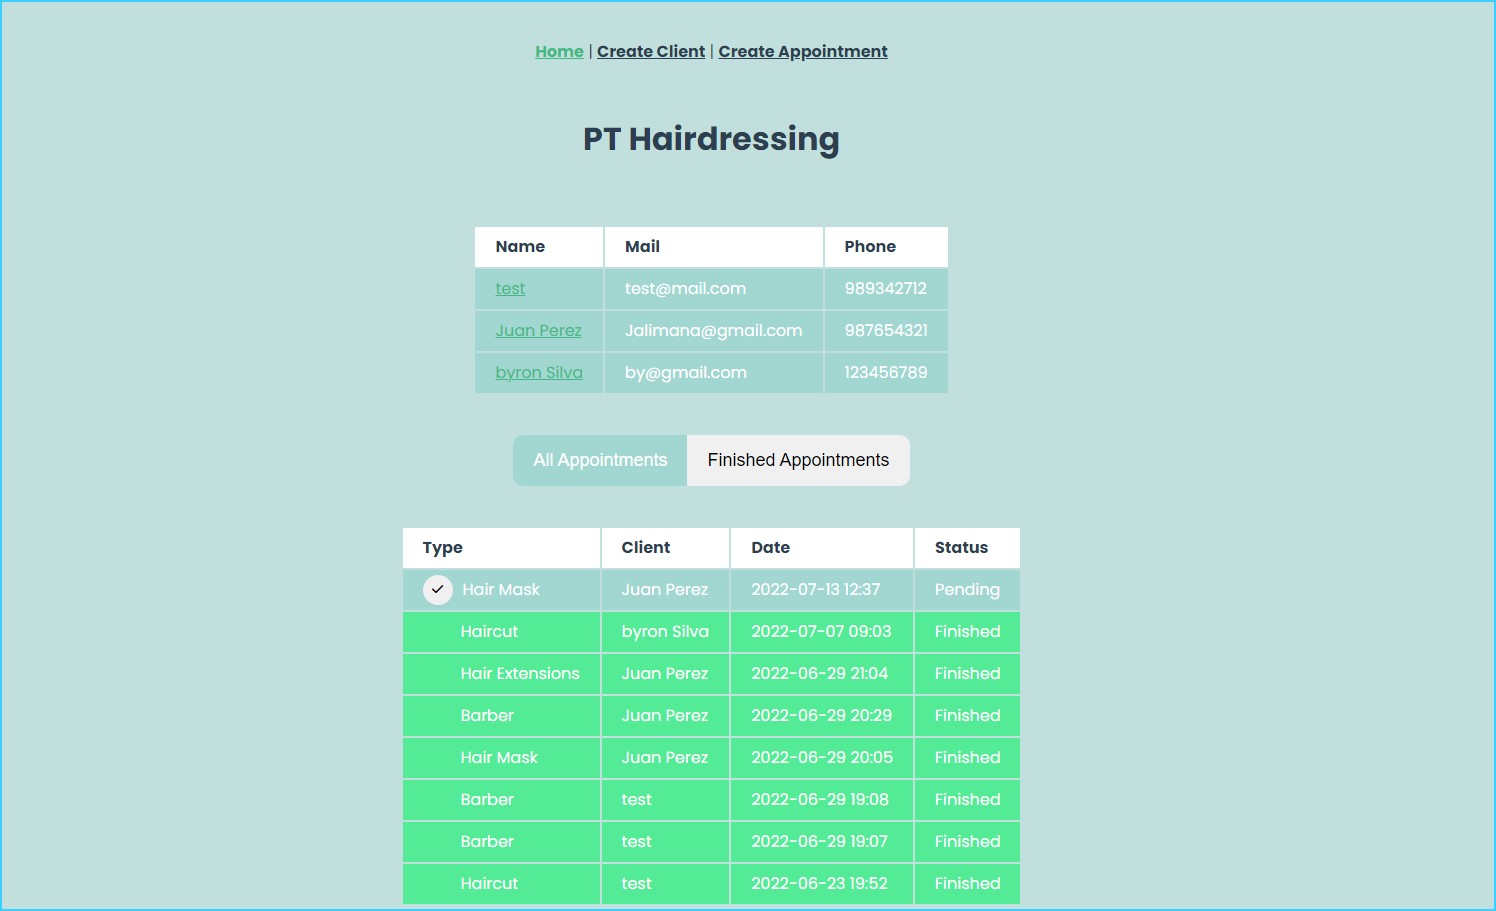 Home | Create Client | Create Appointment
PT Hairdressing
Name Mail Phone
test test@mail.com 989342712
Juan Perez Jalimana@gmail.com 987654321
byron Silva by@gmail.com 123456789
All Appointments Finished Appointments
Type Client Date Status
Hair Mask Juan Perez 2022-07-13 12:37 Pending
Haircut byron Silva 2022-07-07 09:03 Finished
Hair Extensions Juan Perez 2022-06-29 21:04 Finished
Barber Juan Perez 2022-06-29 20:29 Finished
Hair Mask Juan Perez 2022-06-29 20:05 Finished
Barber test 2022-06-29 19:08 Finished
Barber test 2022-06-29 19:07 Finished
Haircut test 2022-06-23 19:52 Finished